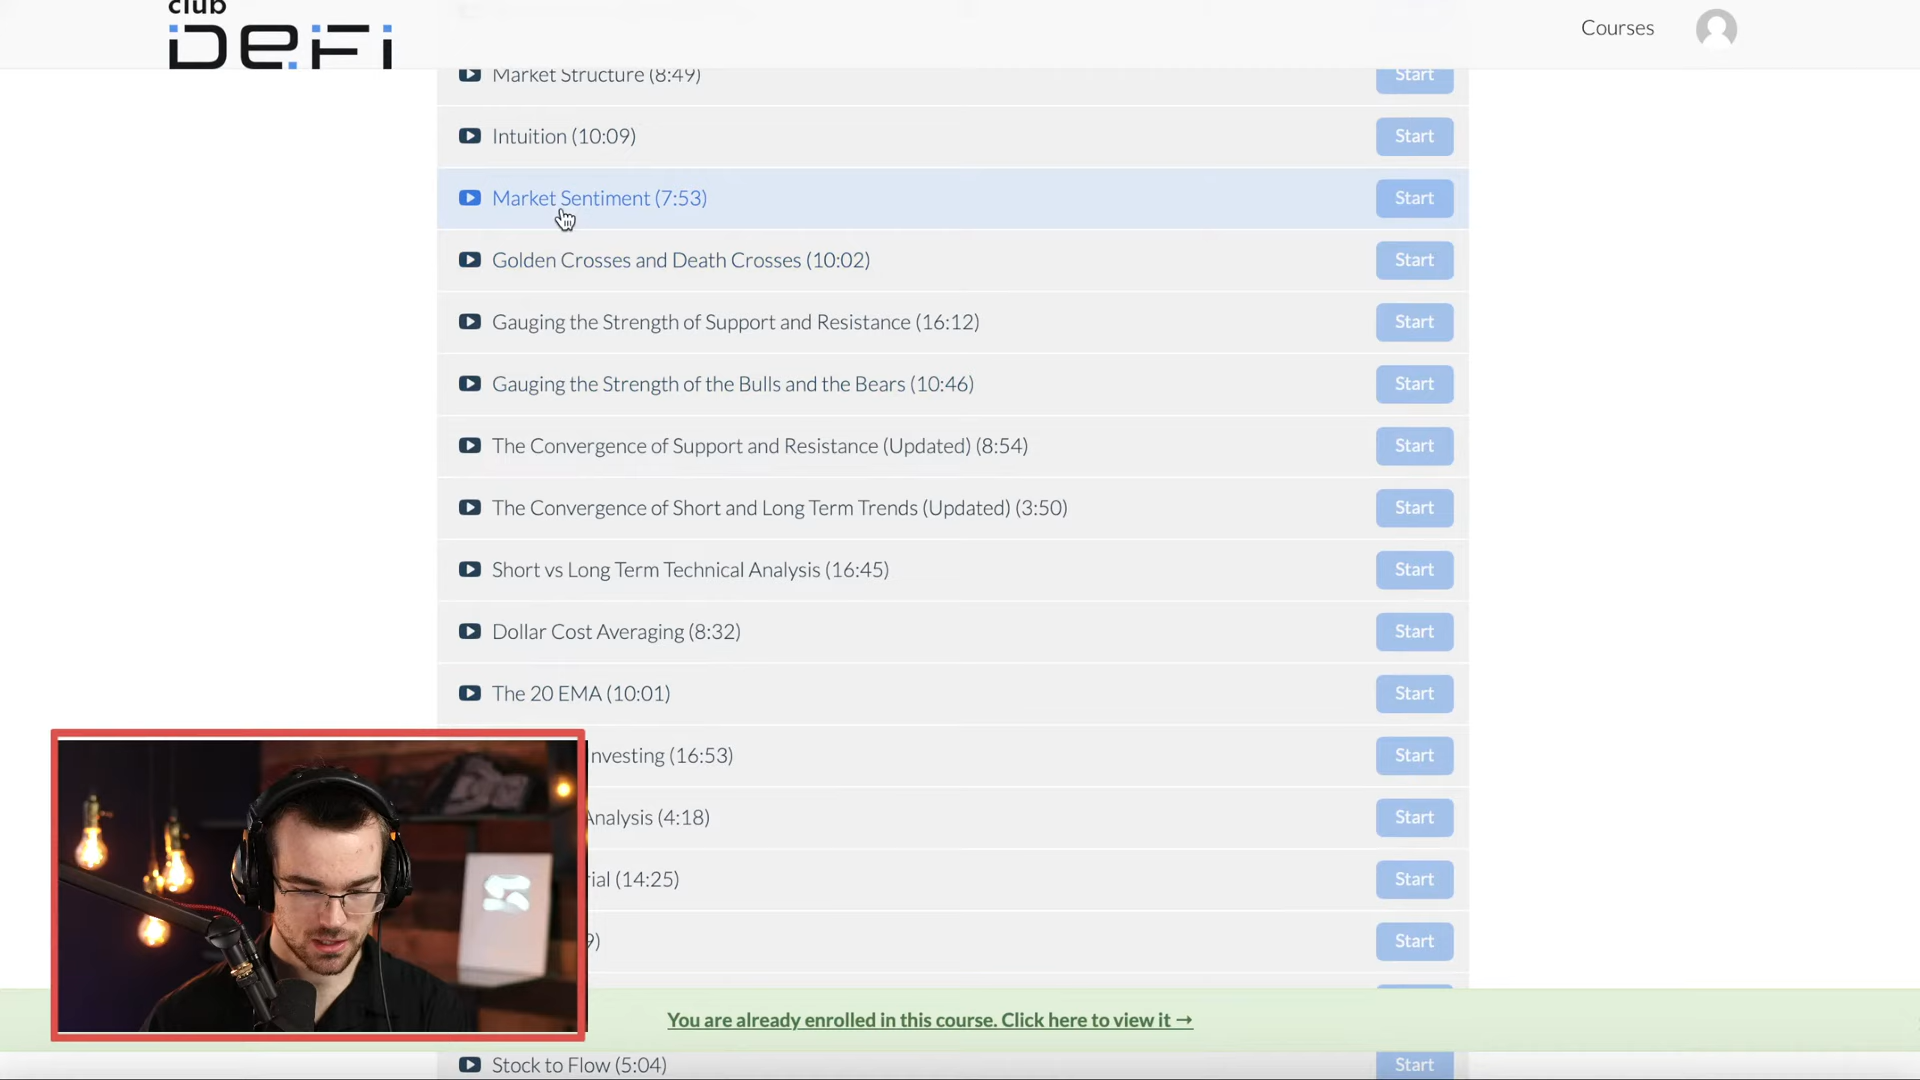 club
DeFi
Courses
Market Structure (8:49)
Start
Intuition (10:09)
Start
Market Sentiment (7:53)
Start
Golden Crosses and Death Crosses (10:02)
Start
Gauging the Strength of Support and Resistance (16:12)
Start
Gauging the Strength of the Bulls and the Bears (10:46)
Start
The Convergence of Support and Resistance (Updated) (8:54)
Start
The Convergence of Short and Long Term Trends (Updated) (3:50)
Start
Short vs Long Term Technical Analysis (16:45)
Start
Dollar Cost Averaging (8:32)
Start
The 20 EMA (10:01)
Start
Investing (16:53)
Start
Analysis (4:18)
Start
(14:25)
Start
Start
You are already enrolled in this course. Click here to view it →
Stock to Flow (5:04)
Start